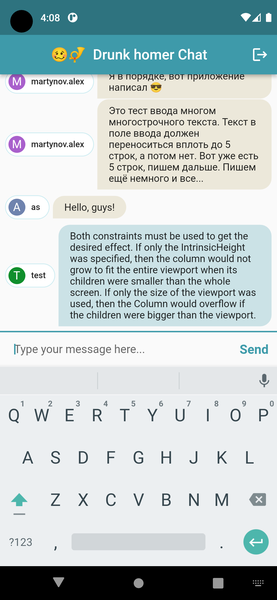 4:08
🥴🎺 Drunk homer Chat
martynov.alex
Я в порядке, вот приложение
написал 😎
martynov.alex
Это тест ввода многом
многострочного текста. Текст в
поле ввода должен
переноситься вплоть до 5
строк, а потом нет. Вот уже есть
5 строк, пишем дальше. Пишем
ещё немного и все...
as
Hello, guys!
test
Both constraints must be used to get the
desired effect. If only the IntrinsicHeight
was specified, then the column would not
grow to fit the entire viewport when its
children were smaller than the whole
screen. If only the size of the viewport was
used, then the Column would overflow if
the children were bigger than the viewport.
Type your message here... Send
1 2 3 4 5 6 7 8 9 0
Q W E R T Y U I O P
A S D F G H J K L
Z X C V B N M
?123 , .